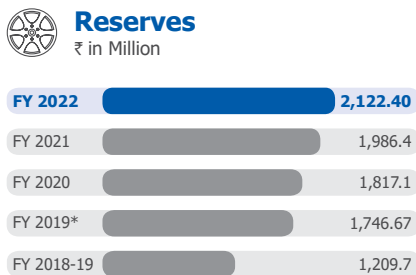 Reserves
₹ in Million
FY 2022 2,122.40
FY 2021 1,986.4
FY 2020 1,817.1
FY 2019* 1,746.67
FY 2018-19 1,209.7